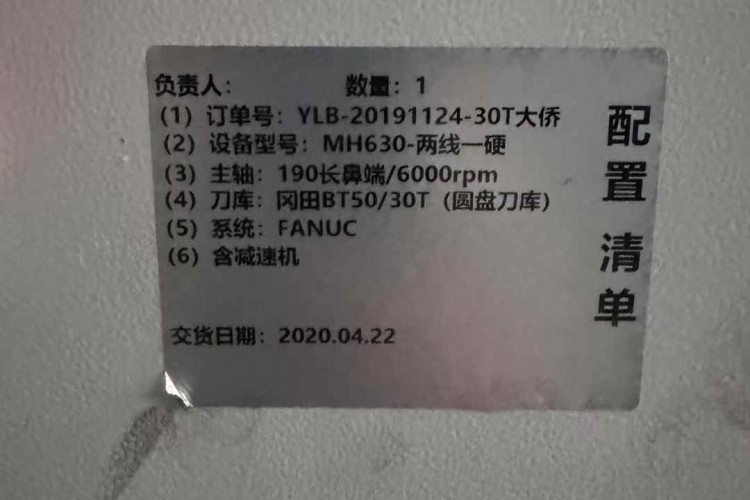 负责人： 数量：1
(1) 订单号：YLB-20191124-30T大侨
(2) 设备型号：MH630-两线一硬
(3) 主轴：190长鼻端/6000rpm
(4) 刀库：冈田BT50/30T（圆盘刀库）
(5) 系统：FANUC
(6) 含减速机
交货日期：2020.04.22
配置清单